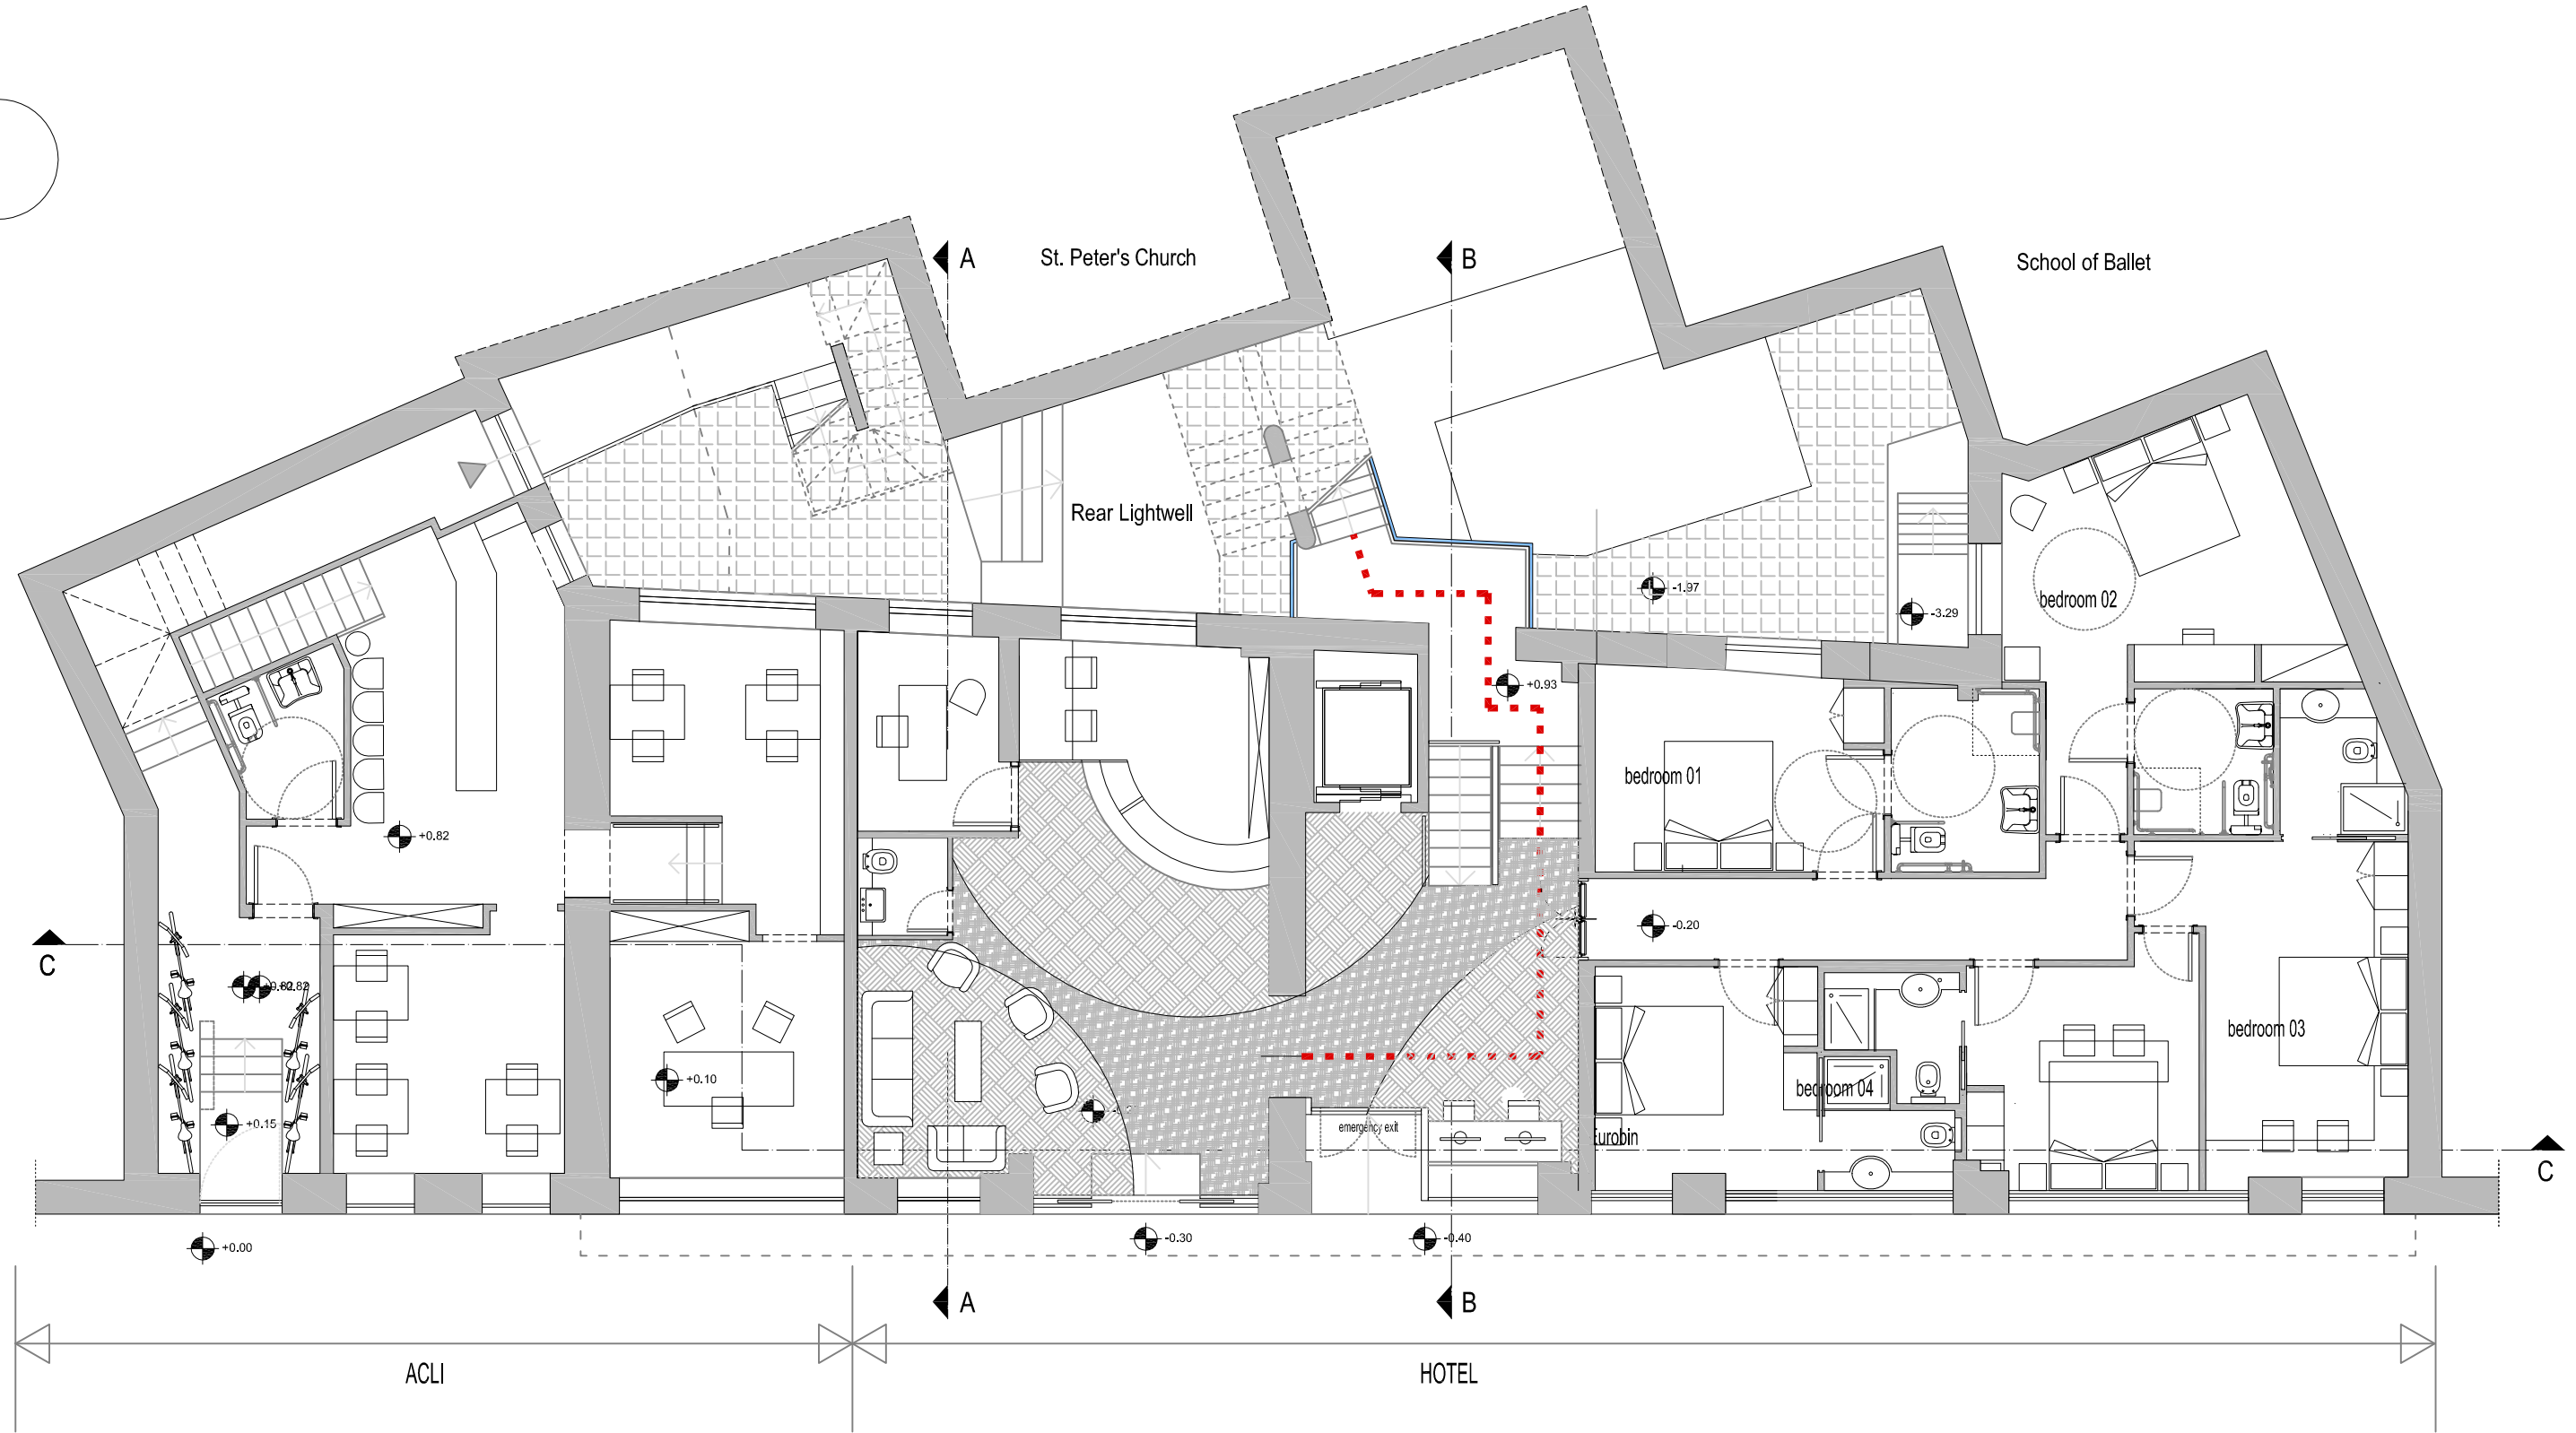 A
St. Peter's Church
B
School of Ballet
Rear Lightwell
-1.97
-3.29
bedroom 02
+0.93
bedroom 01
+0.82
-0.20
C
bedroom 03
+0.10
bedroom 04
+0.15
emergency exit
Eurobin
C
+0.00
-0.30
-0.40
A
B
ACLI
HOTEL